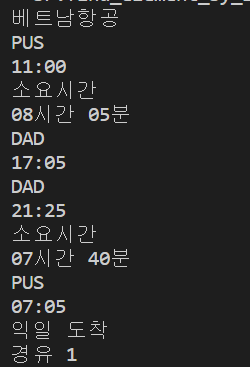 베트남항공
PUS
11:00
소요시간
08시간 05분
DAD
17:05
DAD
21:25
소요시간
07시간 40분
PUS
07:05
익일 도착
경유 1